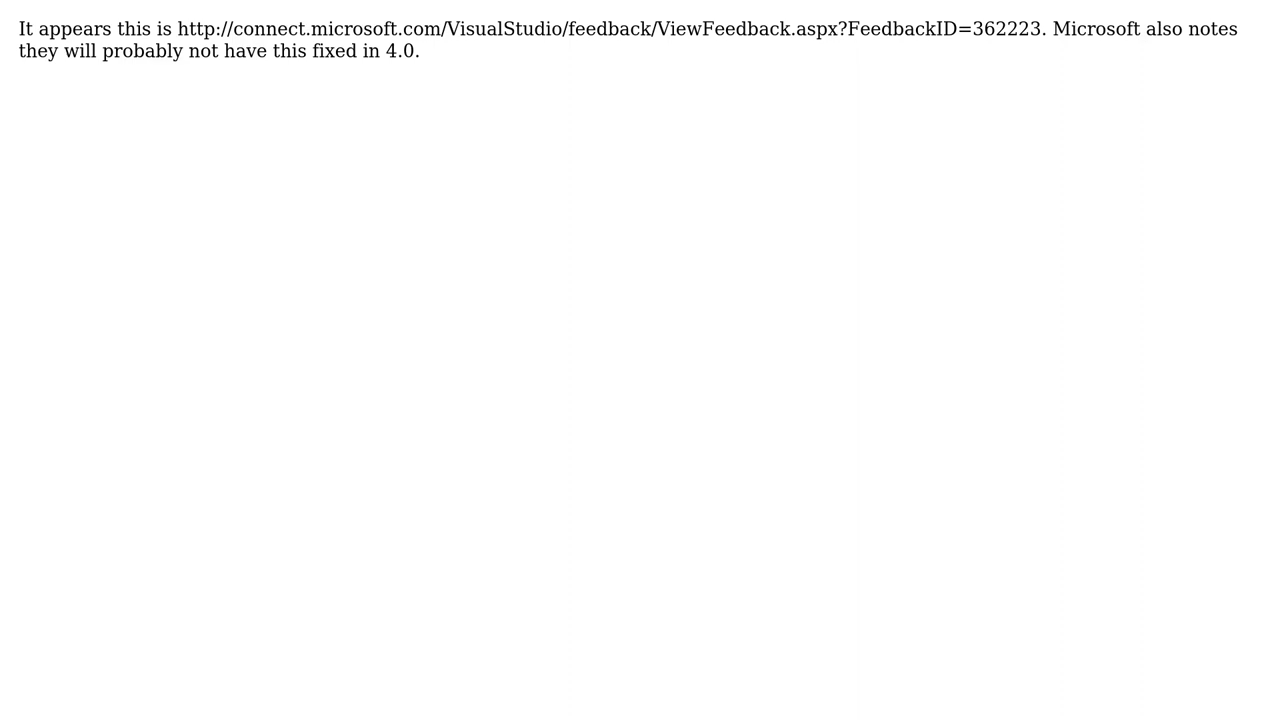 It appears this is http://connect.microsoft.com/VisualStudio/feedback/ViewFeedback.aspx?FeedbackID=362223. Microsoft also notes
they will probably not have this fixed in 4.0.